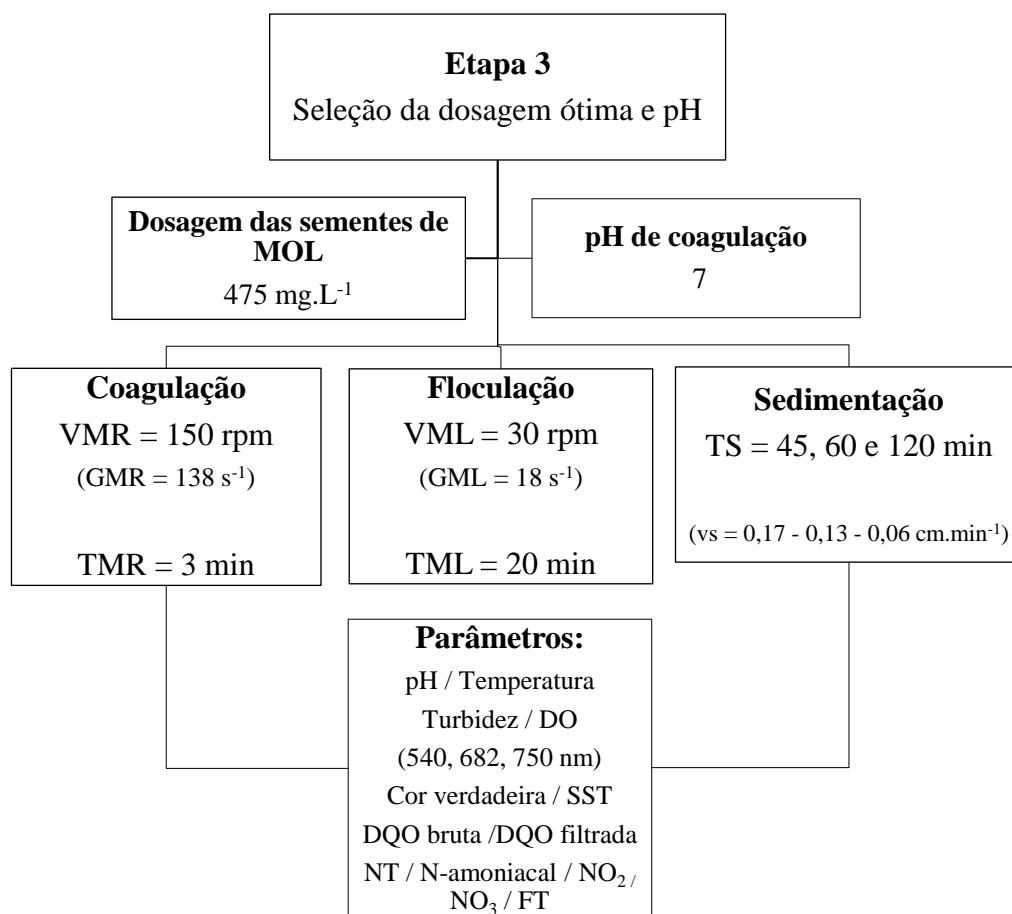 Etapa 3
Seleção da dosagem ótima e pH
Dosagem das sementes de
MOL
475 mg.L⁻¹
pH de coagulação
7
Coagulação
VMR = 150 rpm
(GMR = 138 s⁻¹)
TMR = 3 min
Floculação
VML = 30 rpm
(GML = 18 s⁻¹)
TML = 20 min
Sedimentação
TS = 45, 60 e 120 min
(vs = 0,17 - 0,13 - 0,06 cm.min⁻¹)
Parâmetros:
pH / Temperatura
Turbidez / DO
(540, 682, 750 nm)
Cor verdadeira / SST
DQO bruta /DQO filtrada
NT / N-amoniacal / NO₂ /
NO₃ / FT